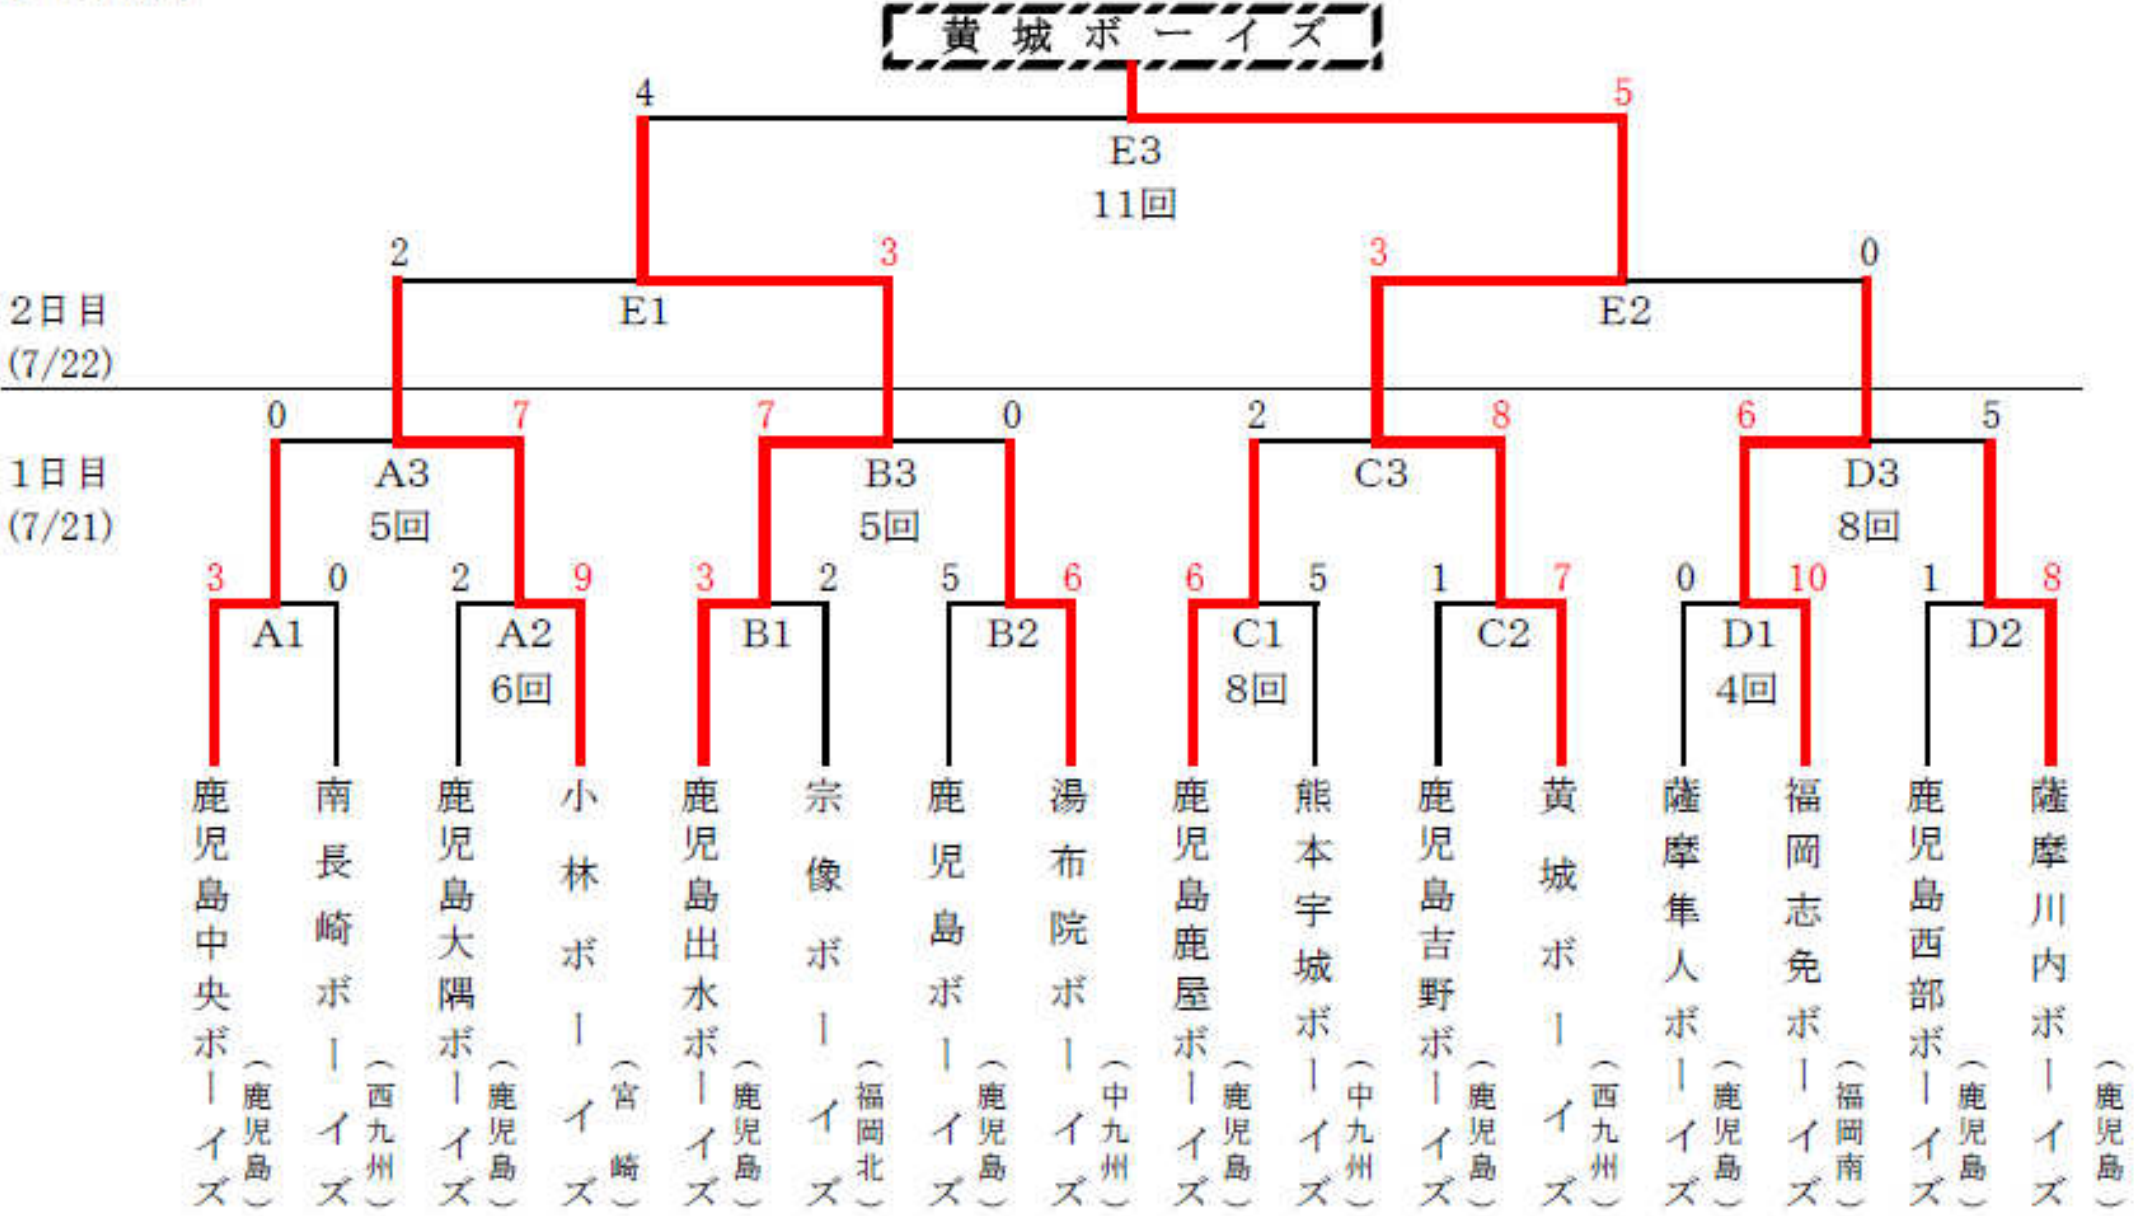 黄城ボーイズ
4 5
E3
11回
2 3 3 0
E1 E2
2日目
(7/22)
0 7 7 0 2 8 6 5
A3 B3 C3 D3
1日目
(7/21)
5回 5回 8回
3 0 2 9 3 2 5 6 6 5 1 7 0 10 1 8
A1 A2 B1 B2 C1 C2 D1 D2
6回 8回 4回
鹿児島中央ボーイズ
(鹿児島)
南長崎ボーイズ
(西九州)
鹿児島大隅ボーイズ
(鹿児島)
小林ボーイズ
(宮崎)
鹿児島出水ボーイズ
(鹿児島)
宗像ボーイズ
(福岡北)
鹿児島ボーイズ
(鹿児島)
湯布院ボーイズ
(中九州)
鹿児島鹿屋ボーイズ
(鹿児島)
熊本宇城ボーイズ
(中九州)
鹿児島吉野ボーイズ
(鹿児島)
黄城ボーイズ
(西九州)
薩摩隼人ボーイズ
(鹿児島)
福岡志免ボーイズ
(福岡南)
鹿児島西部ボーイズ
(鹿児島)
薩摩川内ボーイズ
(鹿児島)